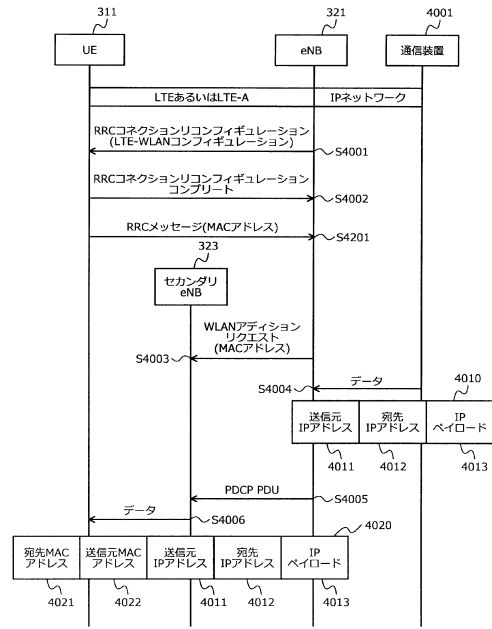 311
321
4001
UE
eNB
通信装置
LTEあるいはLTE-A
IPネットワーク
RRCコネクションリコンフィギュレーション
(LTE-WLANコンフィギュレーション)
S4001
RRCコネクションリコンフィギュレーション
コンプリート
S4002
RRCメッセージ(MACアドレス)
S4201
323
セカンダリ
eNB
WLANアディション
リクエスト
(MACアドレス)
S4003
データ
S4004
4010
送信元
IPアドレス
宛先
IPアドレス
IP
ペイロード
4011
4012
4013
PDCP PDU
S4005
データ
S4006
4020
宛先MAC
アドレス
送信元MAC
アドレス
送信元
IPアドレス
宛先
IPアドレス
IP
ペイロード
4021
4022
4011
4012
4013